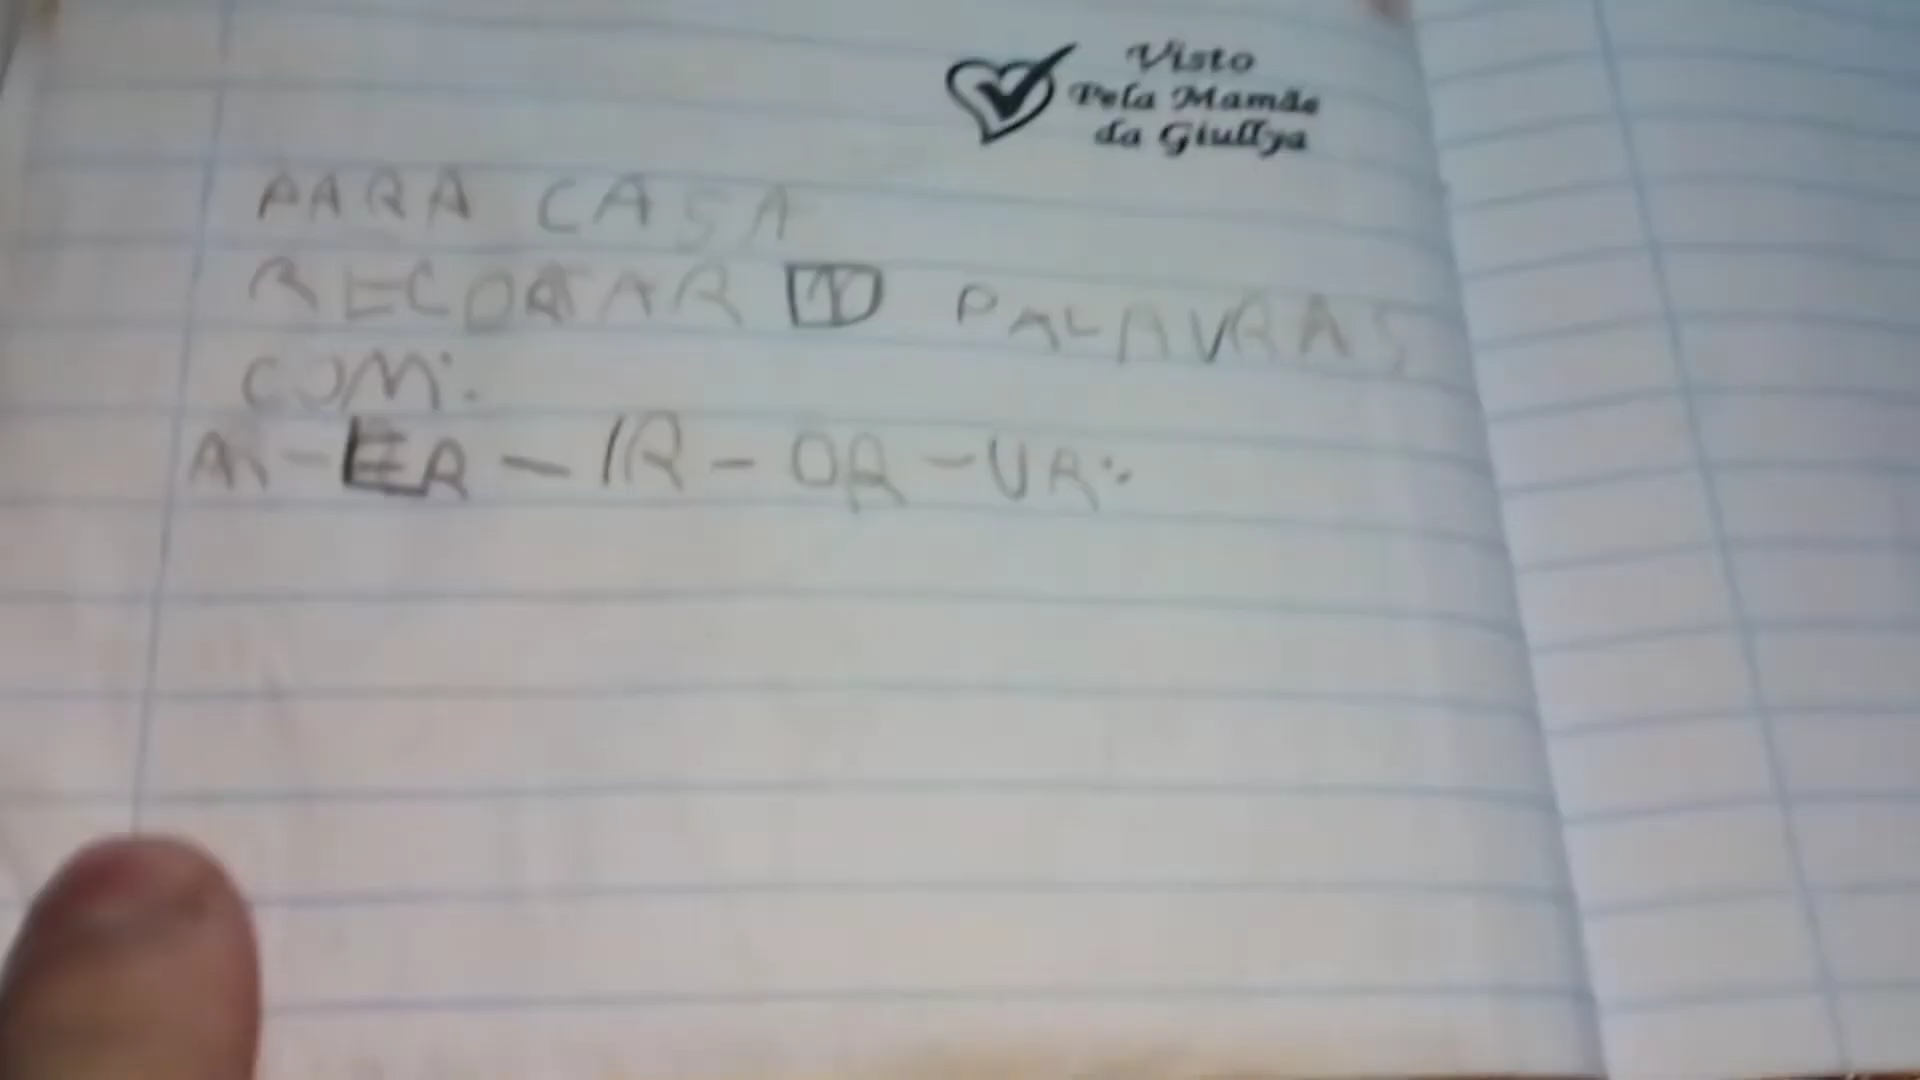 Visto
Pela Mamãe
da Giullya
PARA CASA
RECORTAR PALAVRAS
COM:
AR - ER - IR - OR - UR: